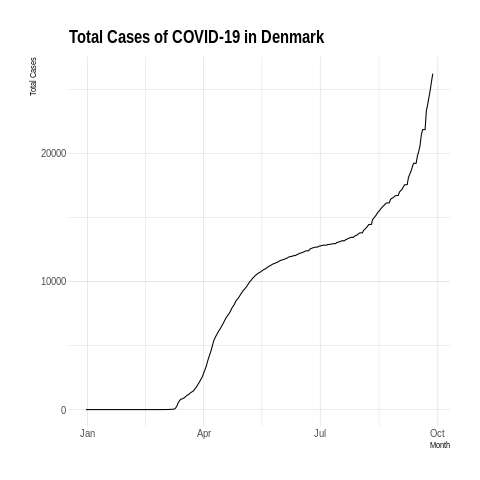 Total Cases of COVID-19 in Denmark
Total Cases
20000
10000
0
Jan Apr Jul Oct
Month